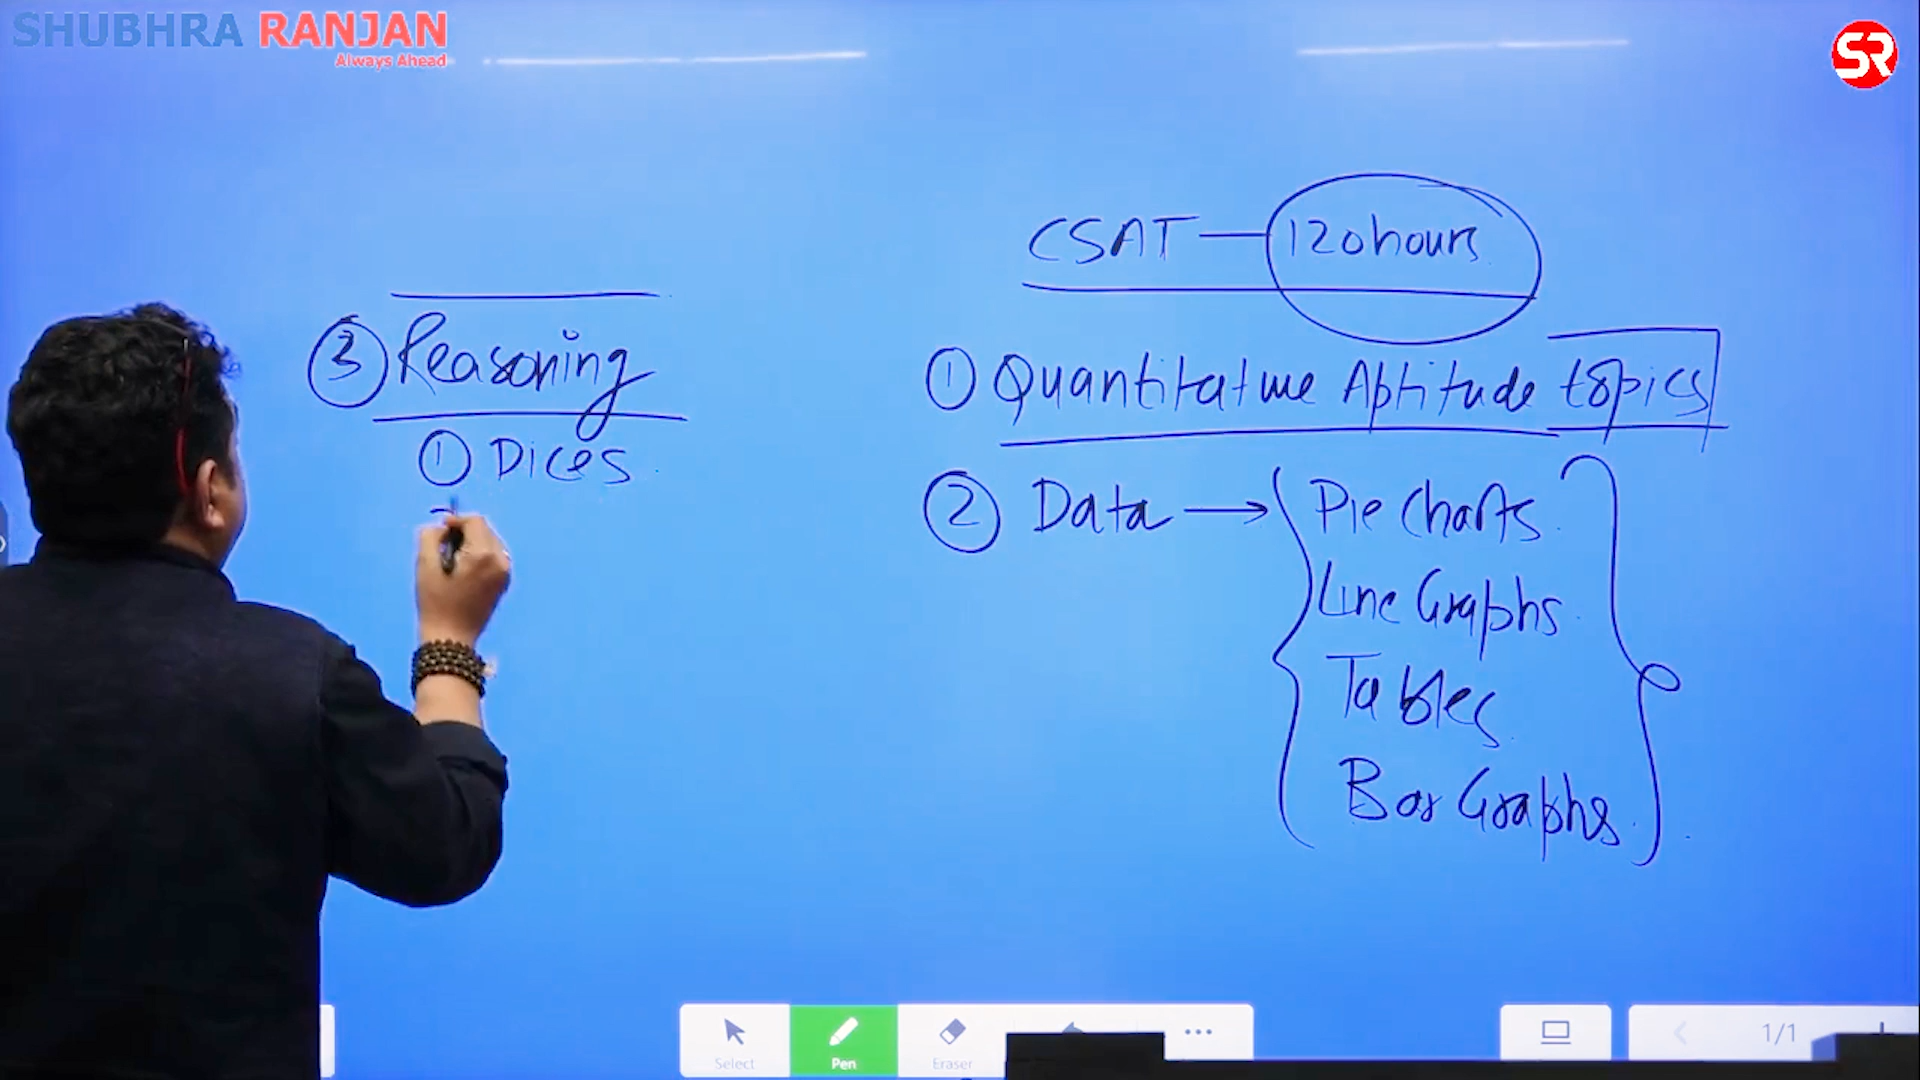 SHUBHRA RANJAN
Always Ahead
SR
CSAT — 120 hours
① Quantitative Aptitude topics
② Data → Pie Charts.
Line Graphs.
Tables
Bar Graphs.
③ Reasoning
① Dices
Select
Pen
Eraser
1/1